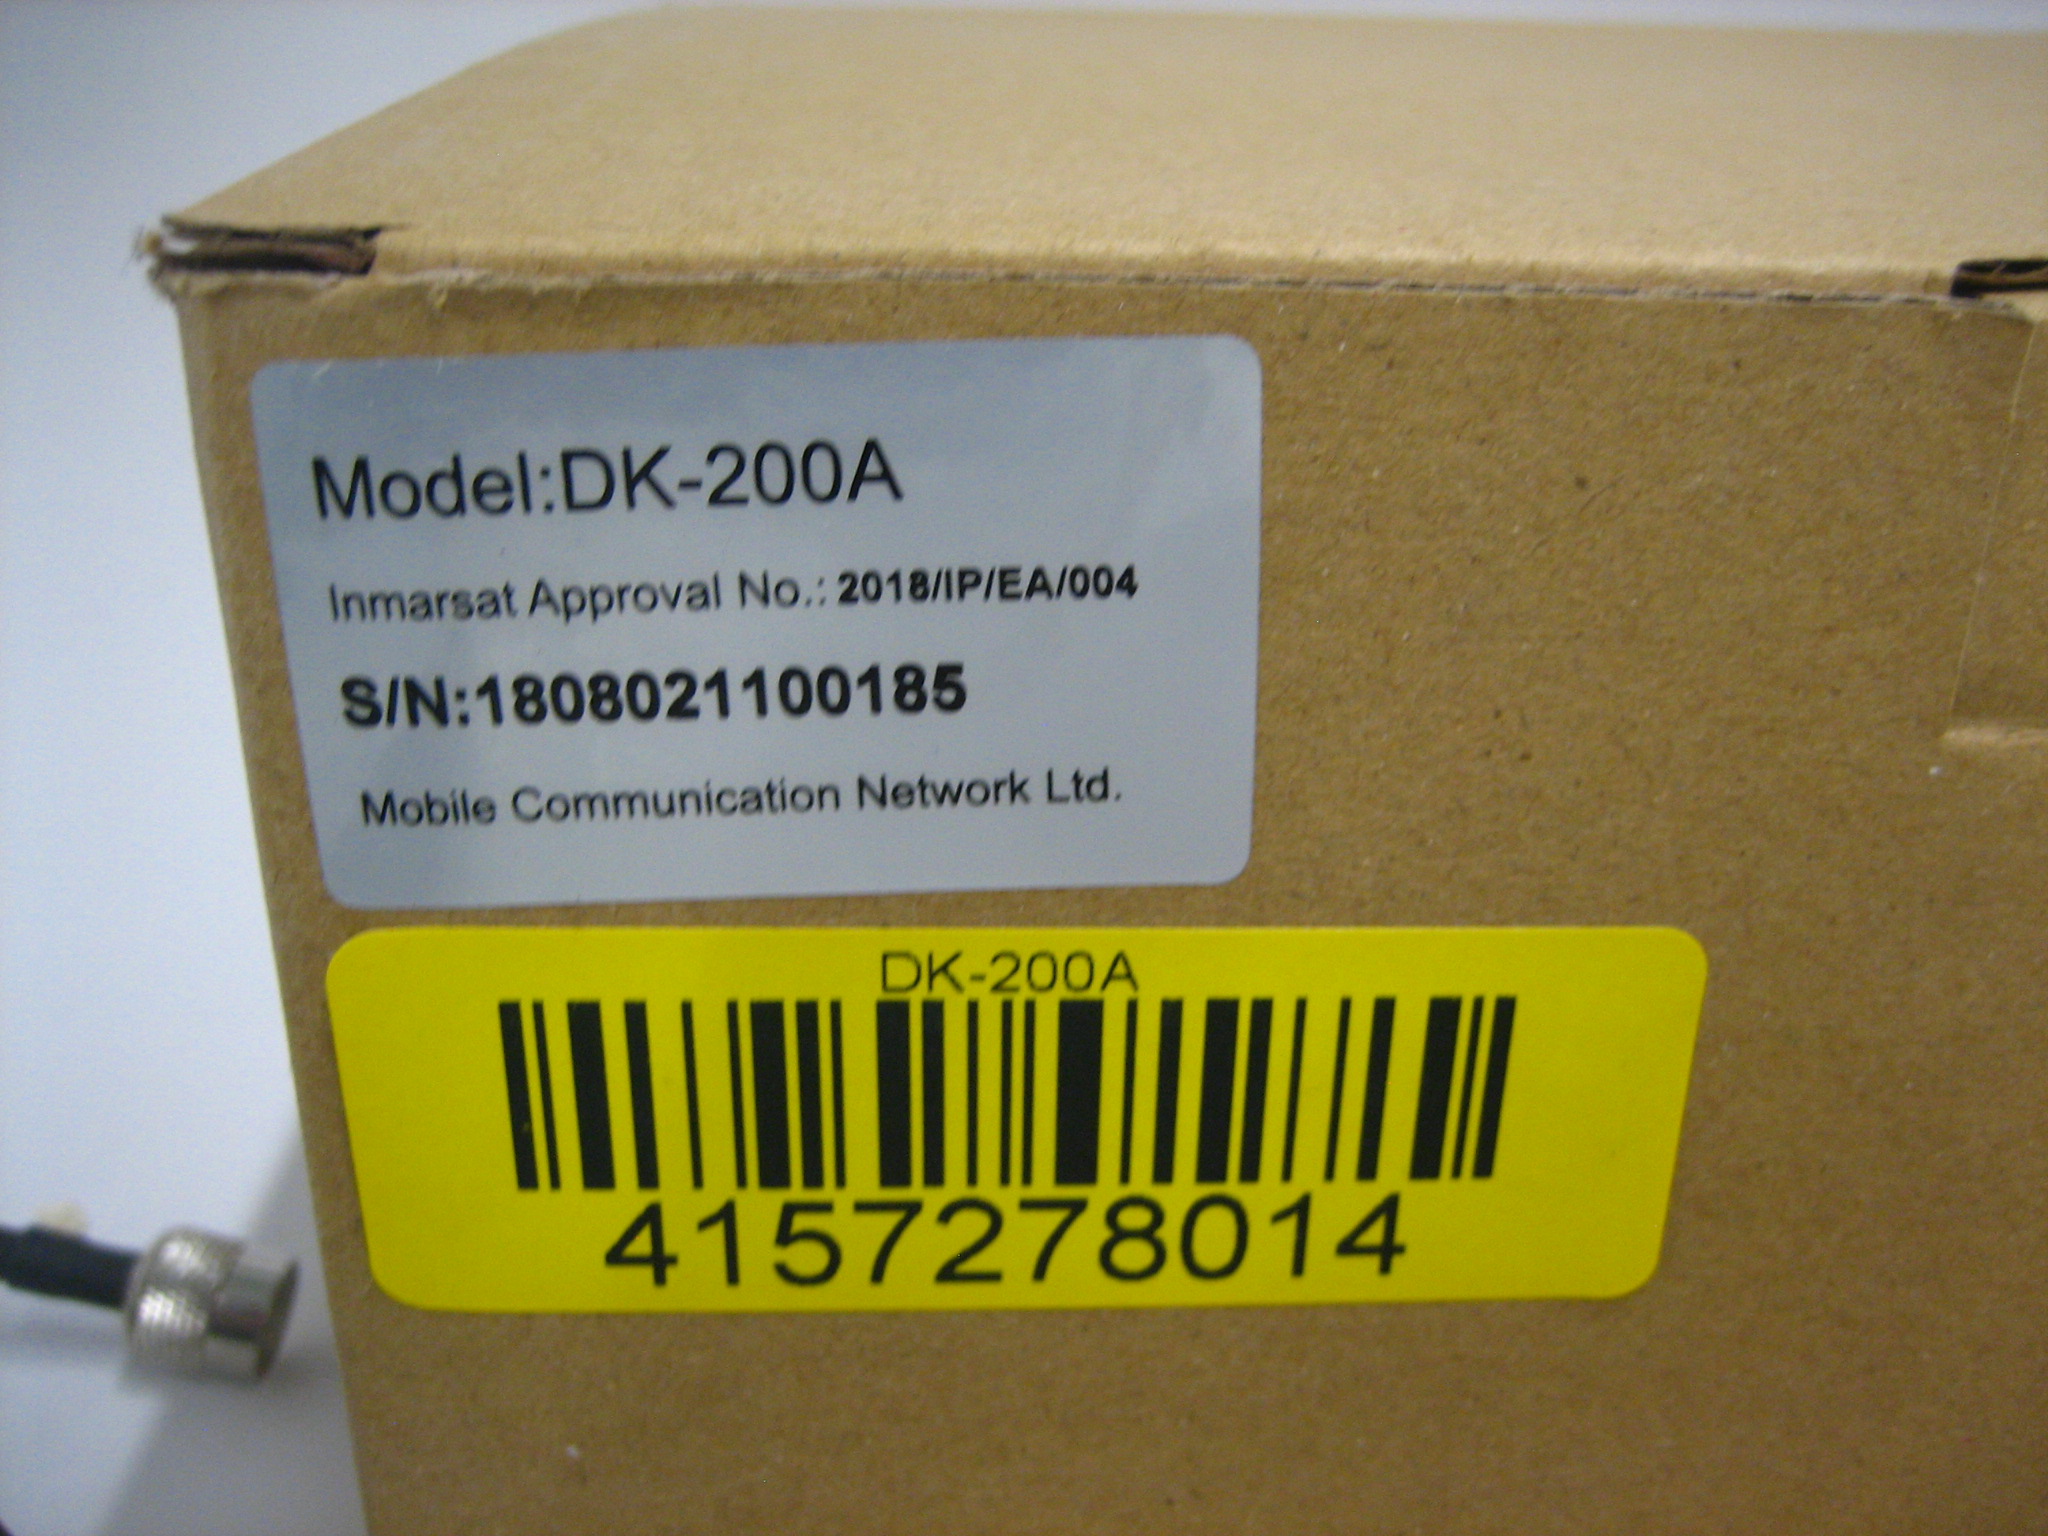 Model:DK-200A
Inmarsat Approval No.: 2018/IP/EA/004
S/N:1808021100185
Mobile Communication Network Ltd.
DK-200A
4157278014